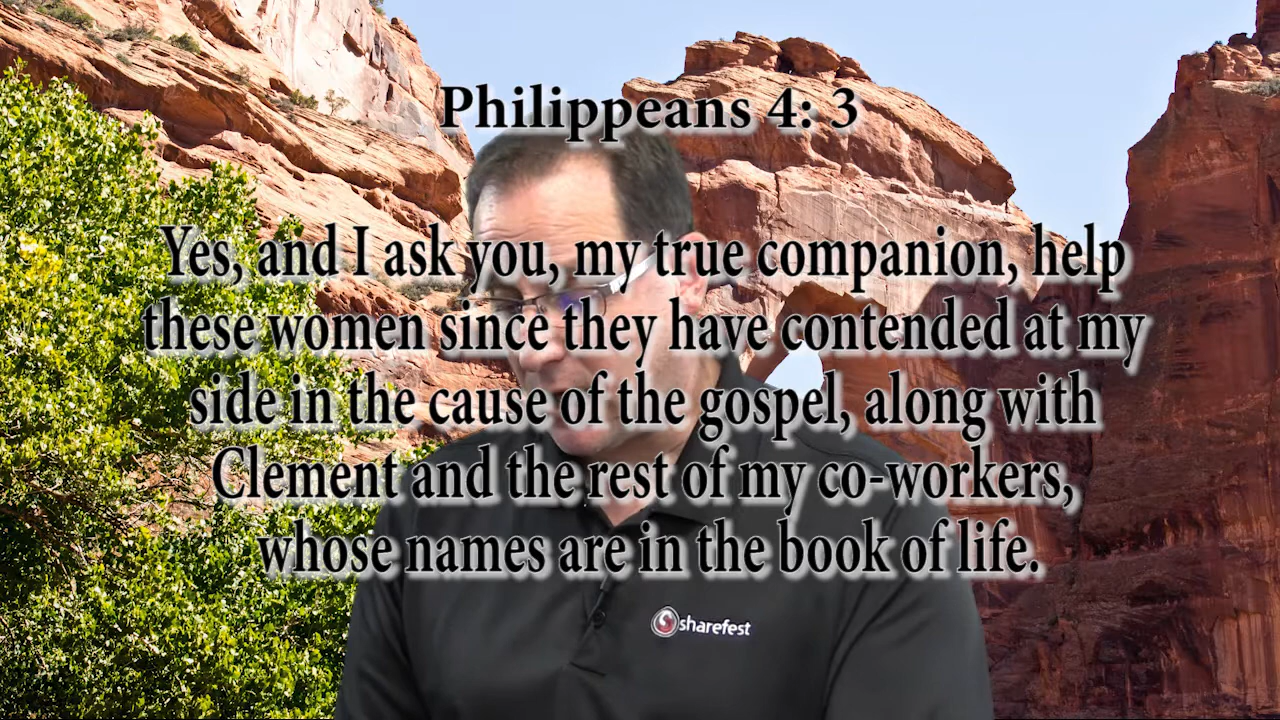 Philippeans 4: 3
Yes, and I ask you, my true companion, help
these women since they have contended at my
side in the cause of the gospel, along with
Clement and the rest of my co-workers,
whose names are in the book of life.
sharefest